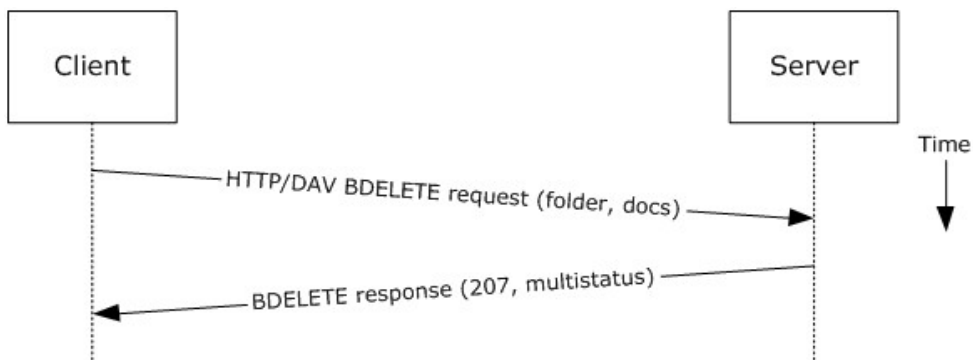 Client
Server
Time
HTTP/DAV BDELETE request (folder, docs)
BDELETE response (207, multistatus)